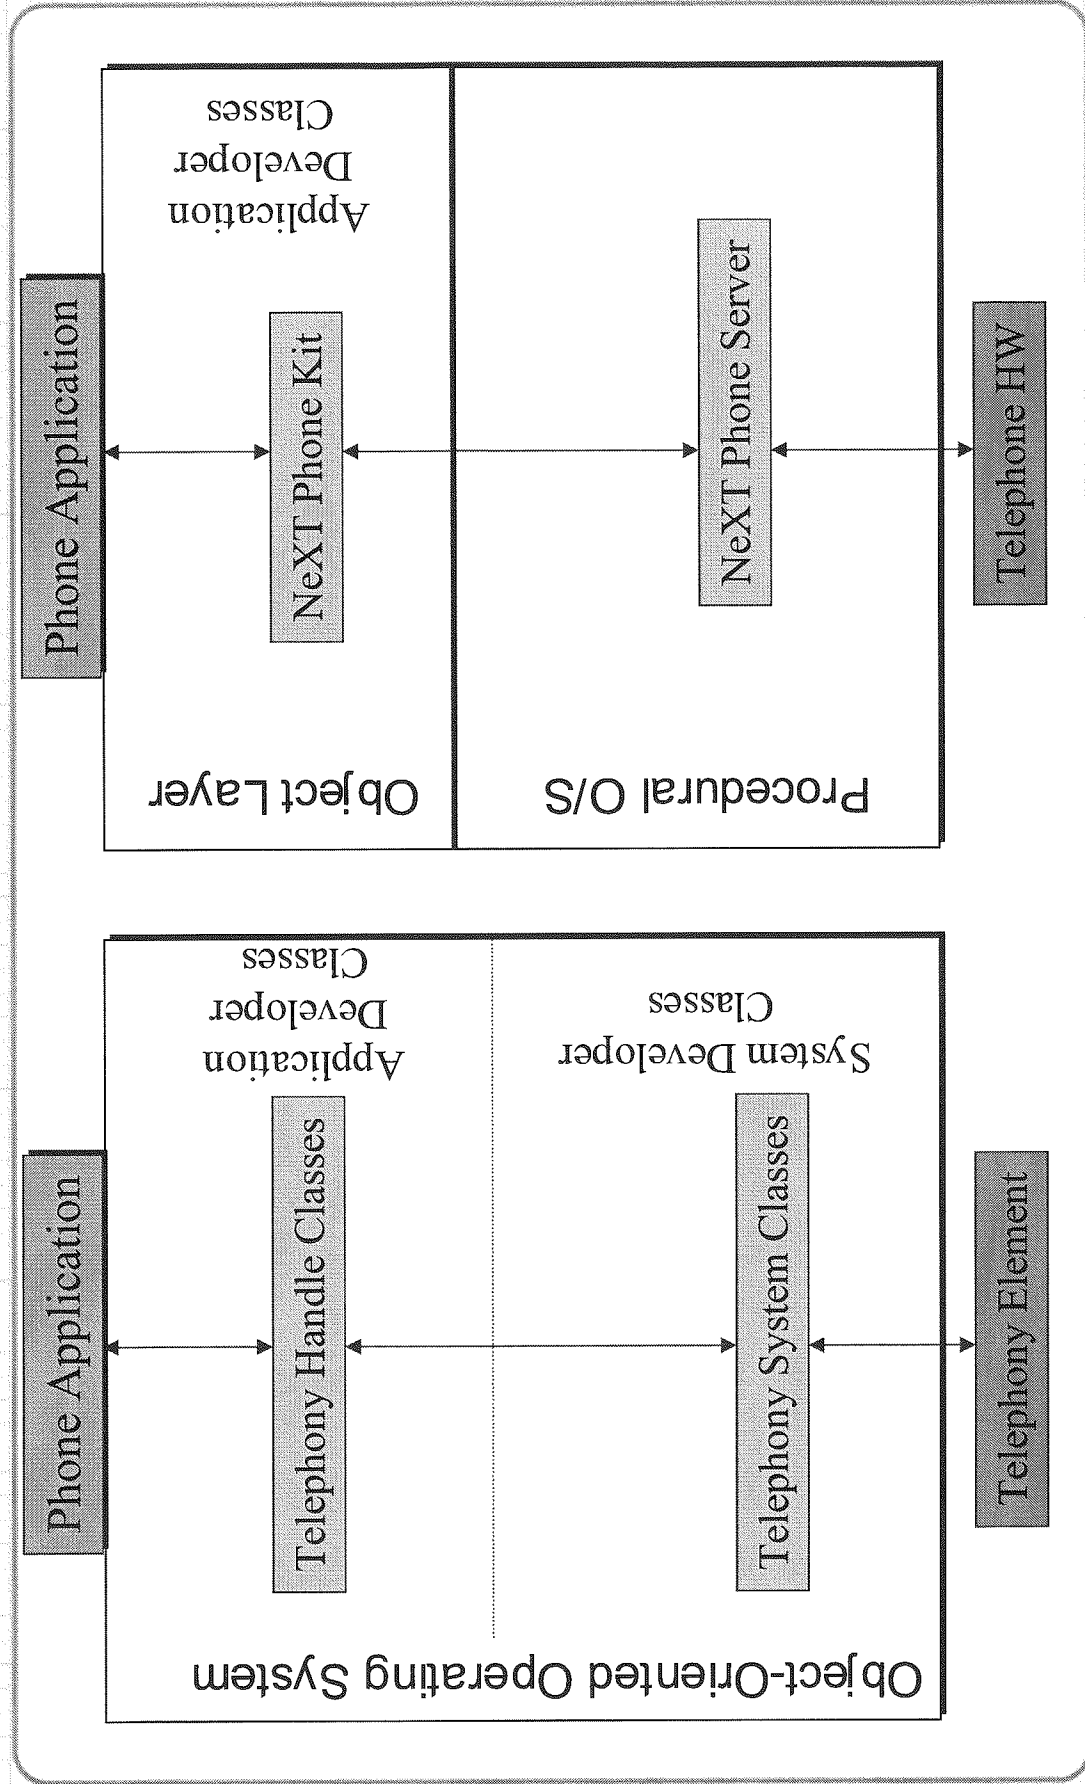 Phone Application
Object-Oriented Operating System
Telephony Handle Classes
Application
Developer
Classes
Telephony System Classes
System Developer
Classes
Telephony Element
Phone Application
Object Layer
NeXT Phone Kit
Application
Developer
Classes
Procedural O/S
NeXT Phone Server
Telephone HW